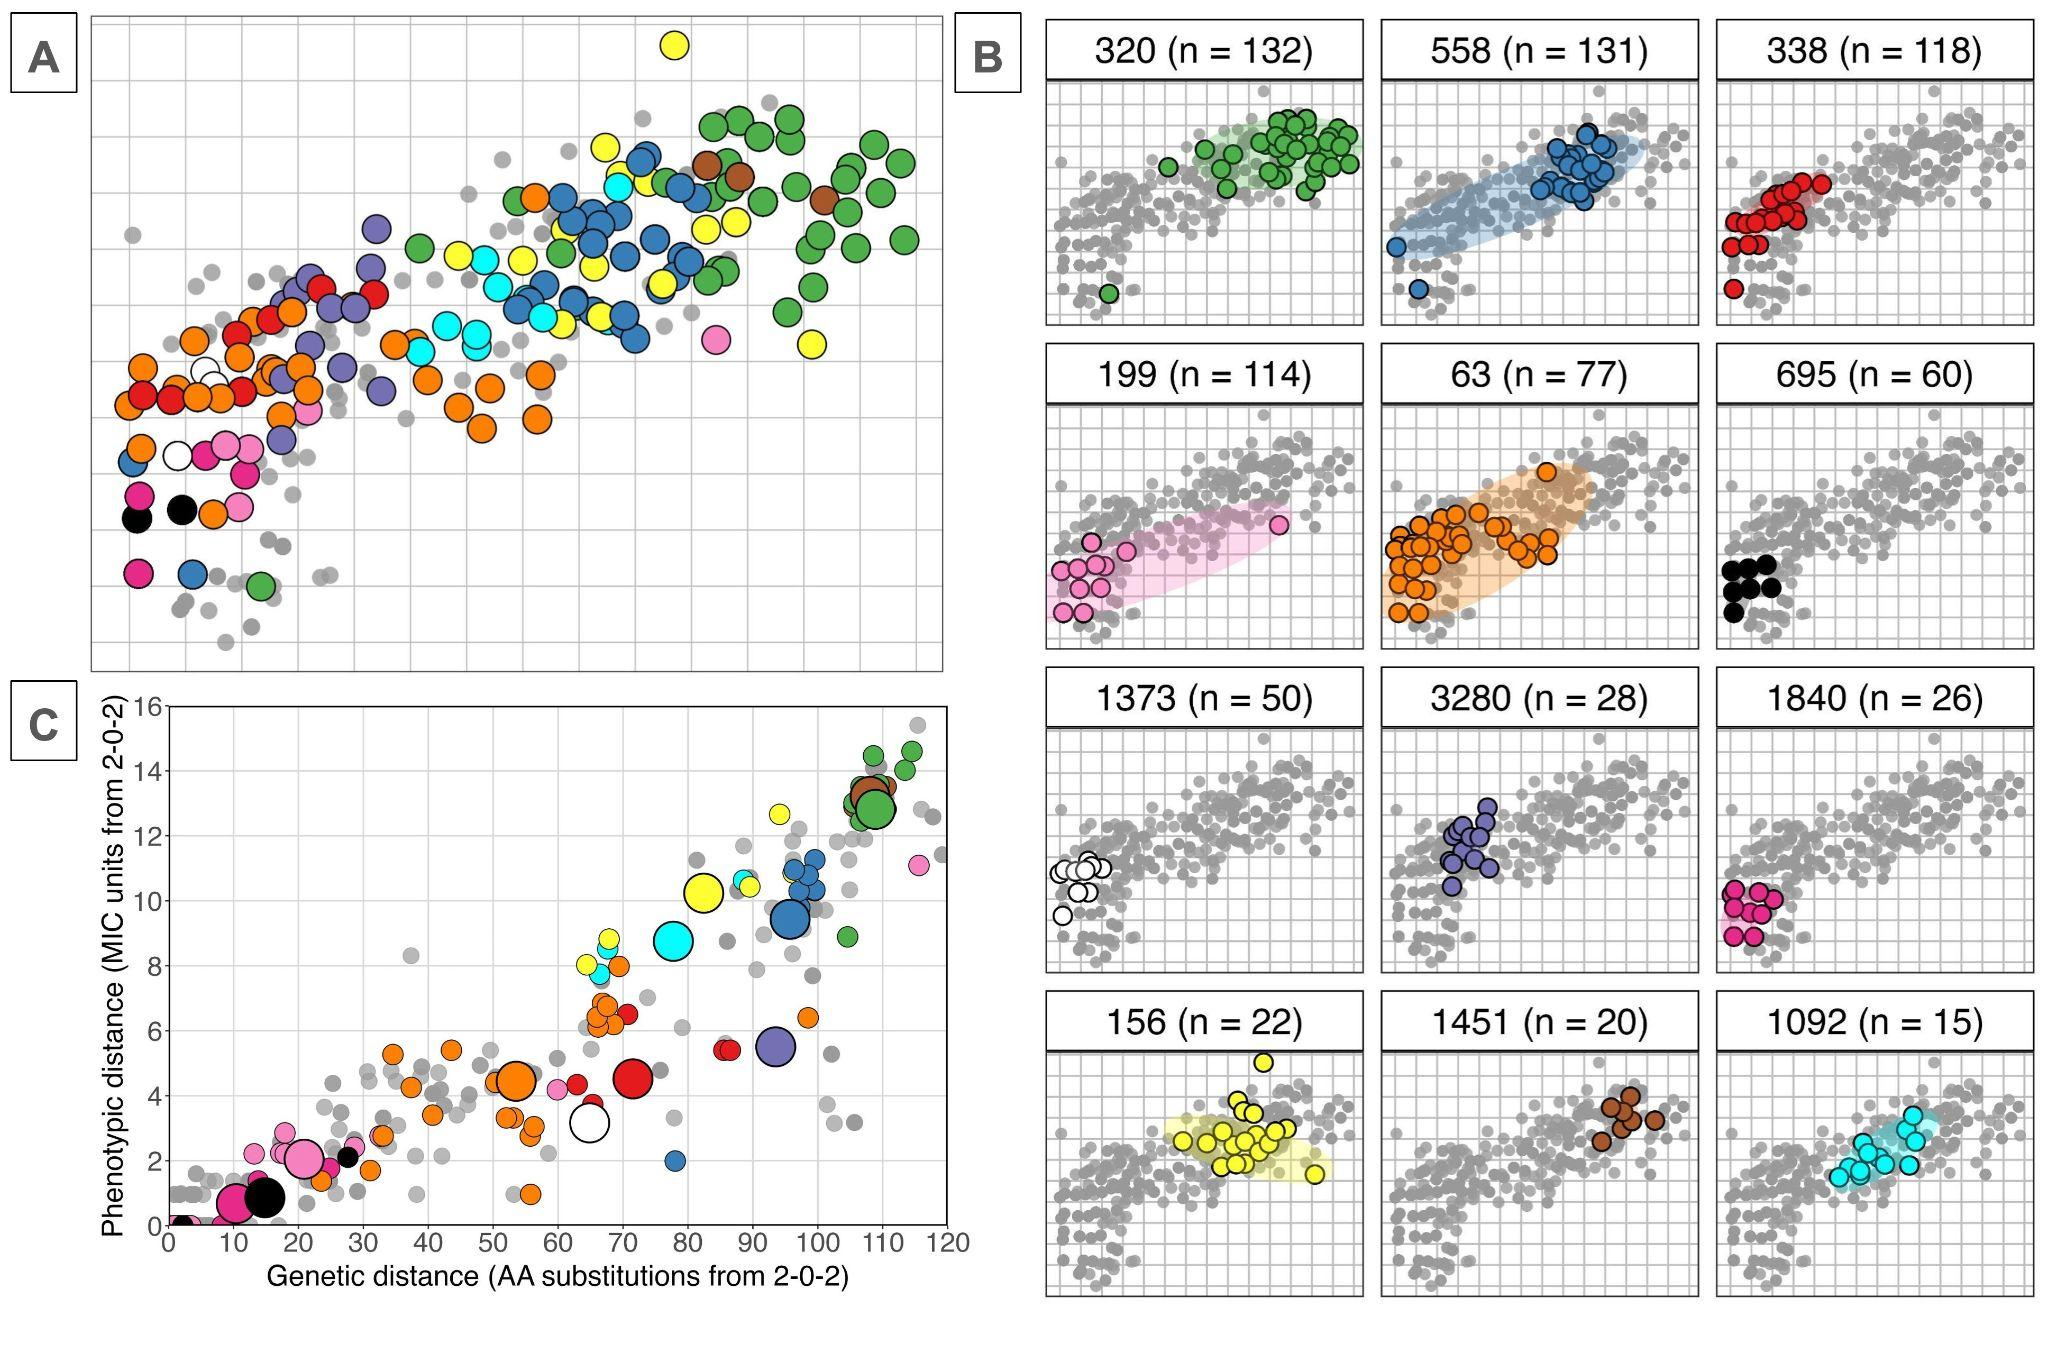 A
B
320 (n = 132)
558 (n = 131)
338 (n = 118)
199 (n = 114)
63 (n = 77)
695 (n = 60)
1373 (n = 50)
3280 (n = 28)
1840 (n = 26)
156 (n = 22)
1451 (n = 20)
1092 (n = 15)
C
Phenotypic distance (MIC units from 2-0-2)
16
14
12
10
8
6
4
2
0
0 10 20 30 40 50 60 70 80 90 100 110 120
Genetic distance (AA substitutions from 2-0-2)